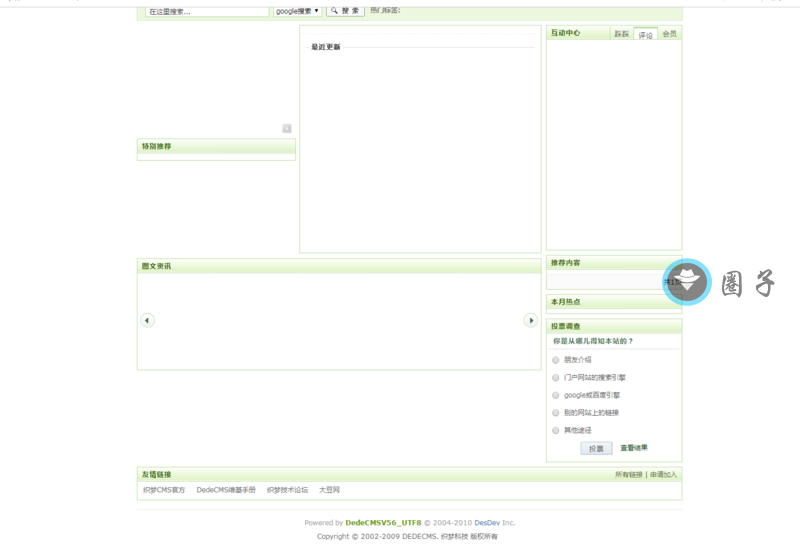 在这里搜索... google搜索 搜 索 热门标签:
最近更新
互动中心 踪踪 评论 会员
特别推荐
图文资讯
推荐内容
圈子
本月热点
投票调查
你是从哪儿得知本站的?
朋友介绍
门户网站的搜索引擎
google或百度引擎
别的网站上的链接
其他途径
投票 查看结果
友情链接 所有链接 | 申请加入
织梦CMS官方 DedeCMS维基手册 织梦技术论坛 大豆网
Powered by DedeCMSV56_UTF8 © 2004-2010 DesDev Inc.
Copyright © 2002-2009 DEDECMS. 织梦科技 版权所有